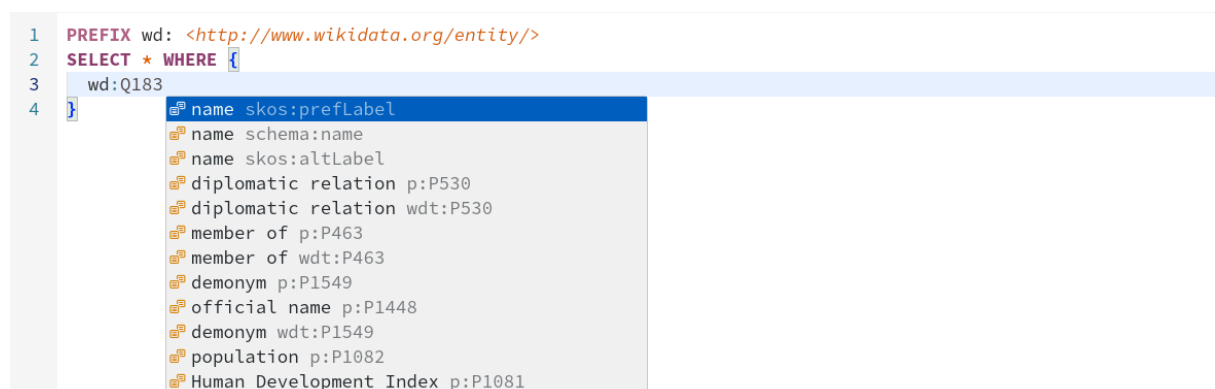 1 PREFIX wd: <http://www.wikidata.org/entity/>
2 SELECT * WHERE {
3 wd:Q183
4 }
name skos:prefLabel
name schema:name
name skos:altLabel
diplomatic relation p:P530
diplomatic relation wdt:P530
member of p:P463
member of wdt:P463
demonym p:P1549
official name p:P1448
demonym wdt:P1549
population p:P1082
Human Development Index p:P1081